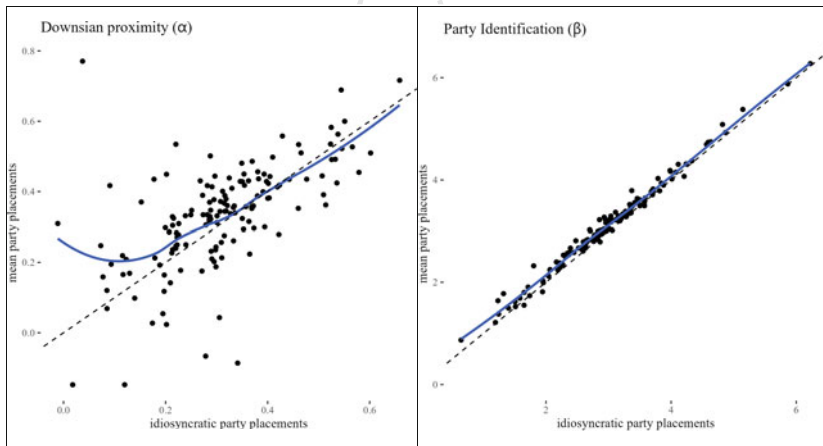 Downsian proximity (α)
0.8
0.6
0.4
0.2
0.0
mean party placements
0.0 0.2 0.4 0.6
idiosyncratic party placements
Party Identification (β)
6
4
2
0
mean party placements
2 4 6
idiosyncratic party placements